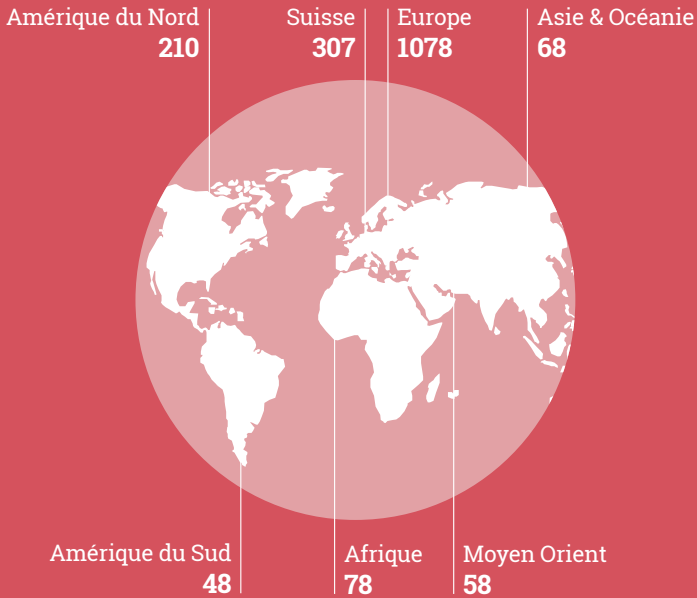 Amérique du Nord
210
Suisse
307
Europe
1078
Asie & Océanie
68
Amérique du Sud
48
Afrique
78
Moyen Orient
58